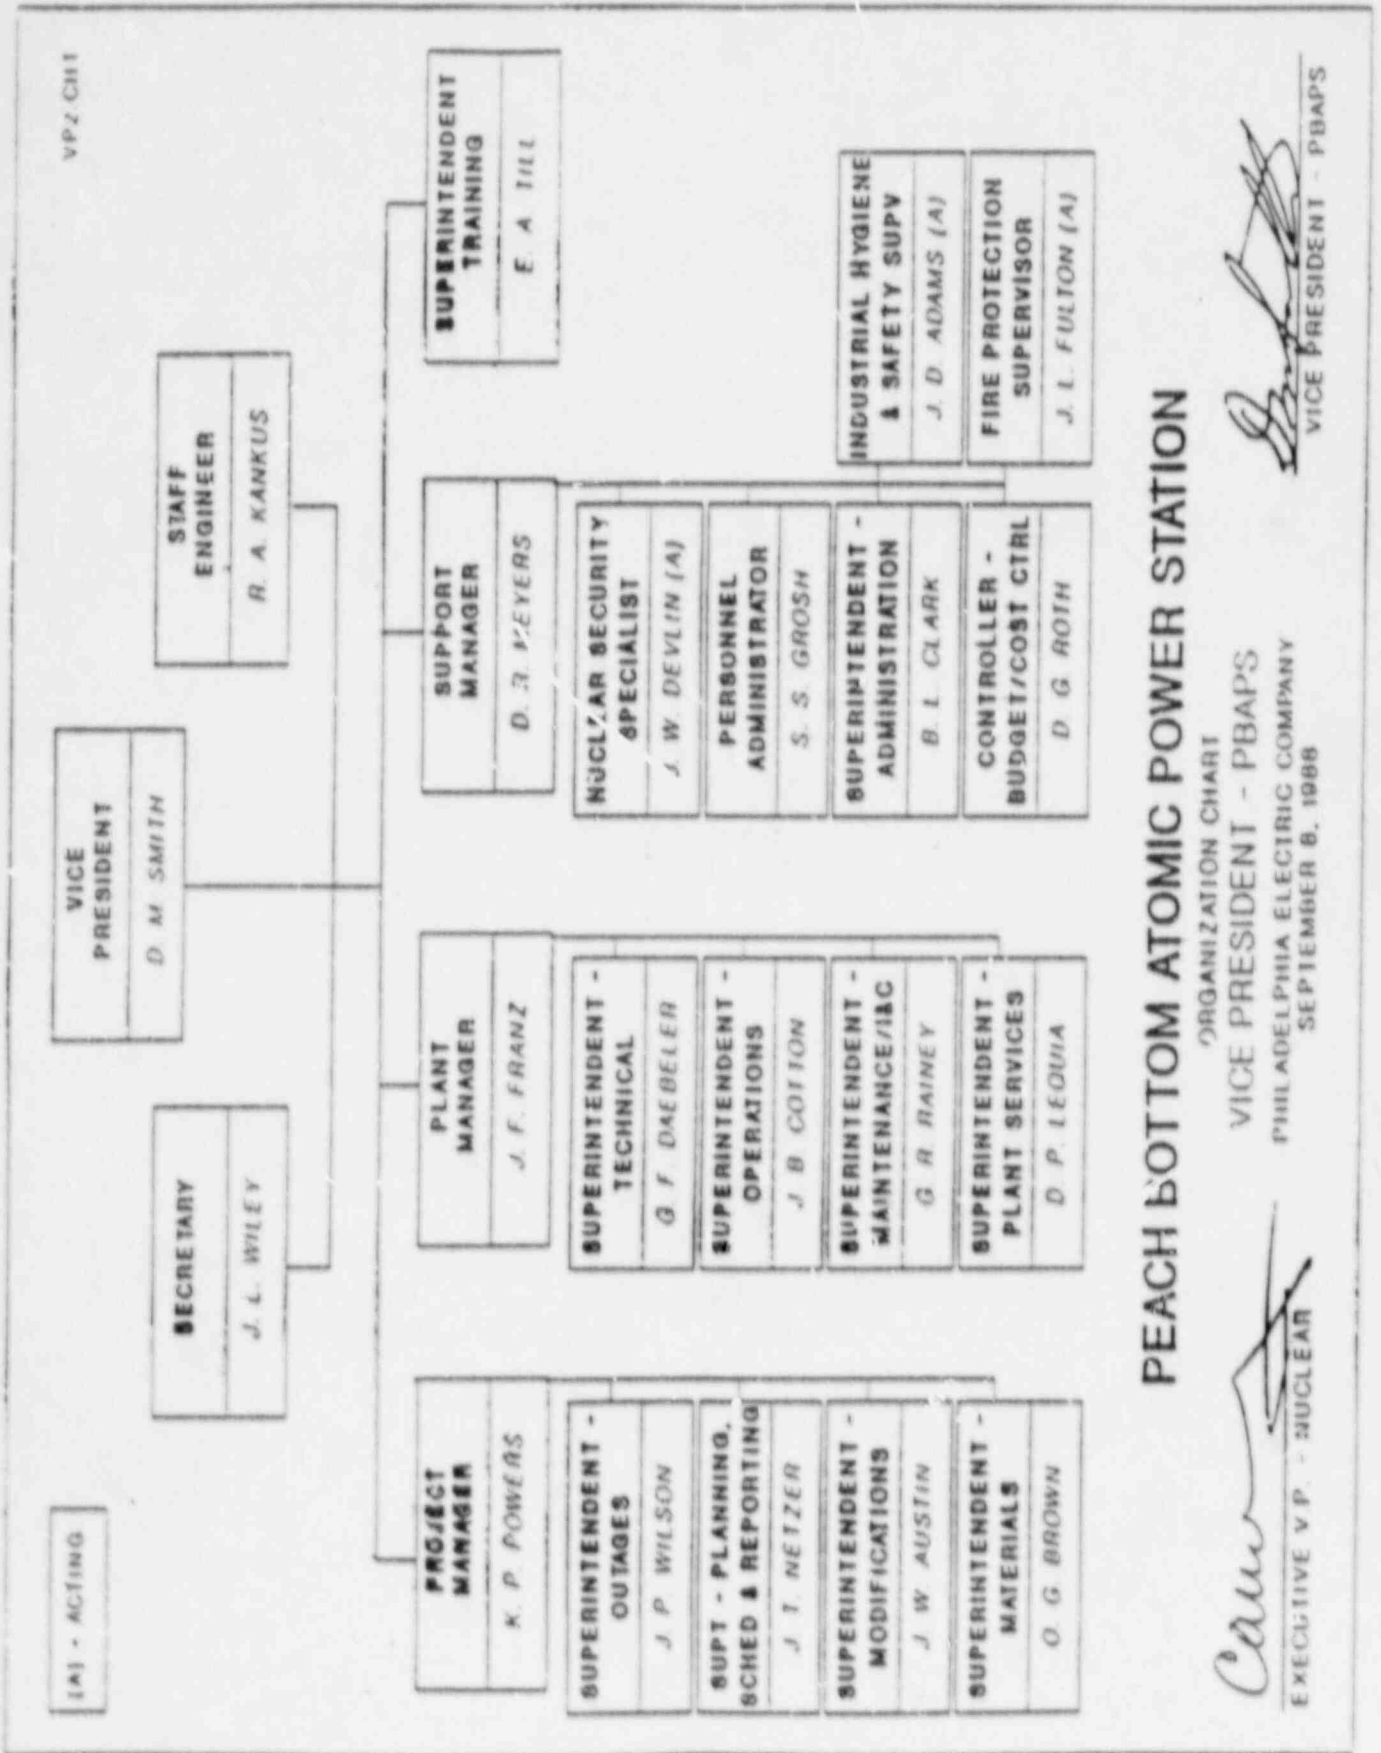 [A] - ACTING
VP2 CH1
VICE
PRESIDENT
D M SMITH
SECRETARY
J. L. WILEY
STAFF
ENGINEER
R. A. KANKUS
PROJECT
MANAGER
K. P. POWERS
SUPERINTENDENT -
OUTAGES
J P WILSON
SUPT - PLANNING,
SCHED & REPORTING
J T. NETZER
SUPERINTENDENT -
MODIFICATIONS
J W AUSTIN
SUPERINTENDENT -
MATERIALS
O G BROWN
PLANT
MANAGER
J. F. FRANZ
SUPERINTENDENT -
TECHNICAL
G F DAEBELER
SUPERINTENDENT -
OPERATIONS
J B COTTON
SUPERINTENDENT -
MAINTENANCE/I&C
G R RAINEY
SUPERINTENDENT -
PLANT SERVICES
D P. LEQUIA
SUPPORT
MANAGER
D. R. MEYERS
NUCLEAR SECURITY
SPECIALIST
J. W. DEVLIN (A)
PERSONNEL
ADMINISTRATOR
S. S GROSH
SUPERINTENDENT -
ADMINISTRATION
B. L CLARK
CONTROLLER -
BUDGET/COST CTRL
D G ROTH
INDUSTRIAL HYGIENE
& SAFETY SUPV
J. D. ADAMS (A)
FIRE PROTECTION
SUPERVISOR
J. L. FULTON (A)
SUPERINTENDENT
TRAINING
E. A TILL
PEACH BOTTOM ATOMIC POWER STATION
ORGANIZATION CHART
VICE PRESIDENT - PBAPS
PHILADELPHIA ELECTRIC COMPANY
SEPTEMBER 8, 1988
EXECUTIVE V P. - NUCLEAR
VICE PRESIDENT - PBAPS